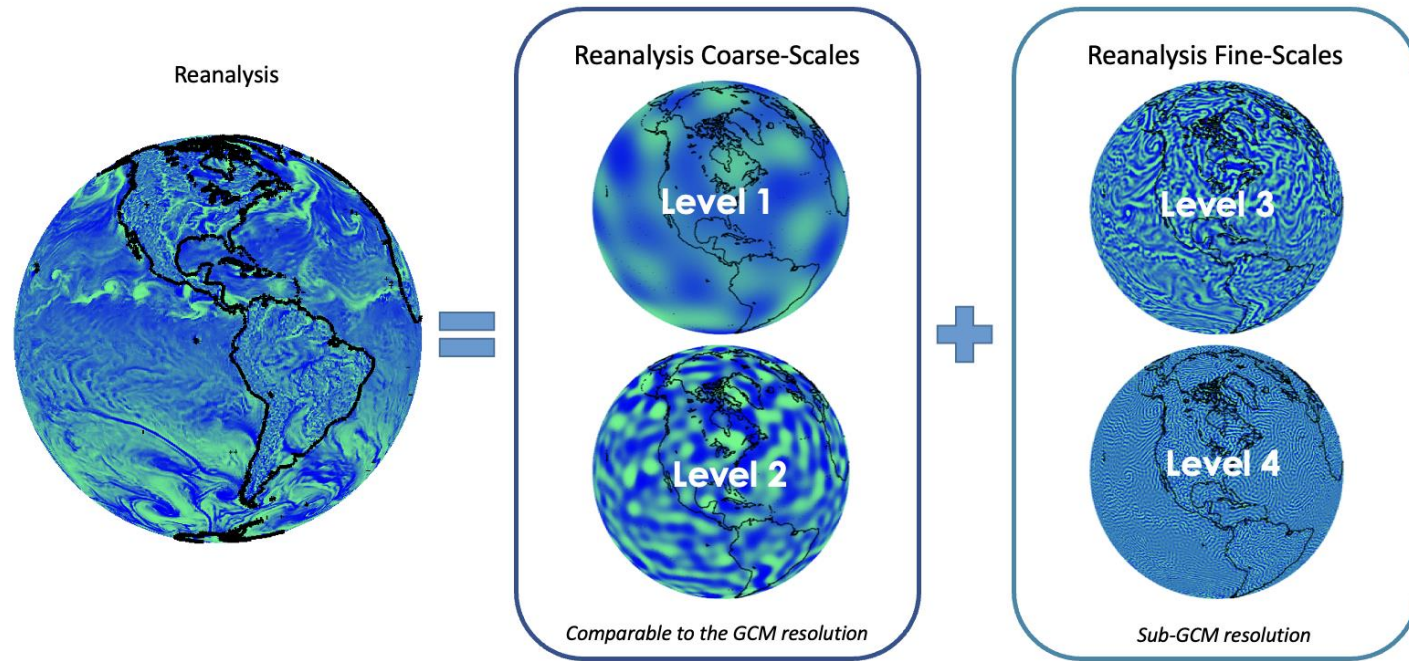 Reanalysis
Reanalysis Coarse-Scales
Level 1
Level 2
Comparable to the GCM resolution
Reanalysis Fine-Scales
Level 3
Level 4
Sub-GCM resolution